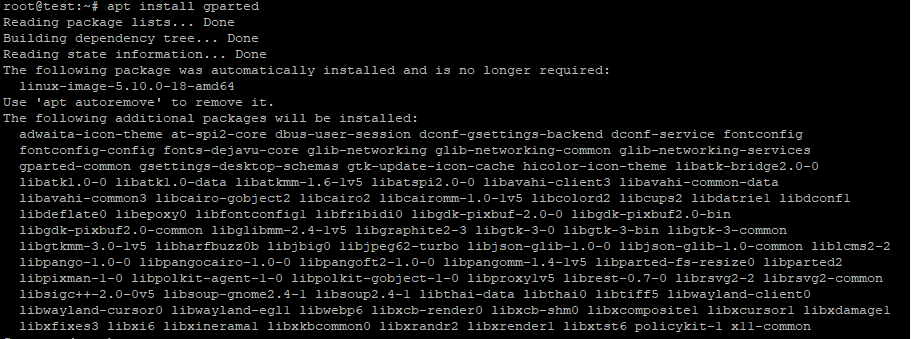 root@test:~# apt install gparted
Reading package lists... Done
Building dependency tree... Done
Reading state information... Done
The following package was automatically installed and is no longer required:
  linux-image-5.10.0-18-amd64
Use 'apt autoremove' to remove it.
The following additional packages will be installed:
  adwaita-icon-theme at-spi2-core dbus-user-session dconf-gsettings-backend dconf-service fontconfig
  fontconfig-config fonts-dejavu-core glib-networking glib-networking-common glib-networking-services
  gparted-common gsettings-desktop-schemas gtk-update-icon-cache hicolor-icon-theme libatk-bridge2.0-0
  libatk1.0-0 libatk1.0-data libatkmm-1.6-1v5 libatspi2.0-0 libavahi-client3 libavahi-common-data
  libavahi-common3 libcairo-gobject2 libcairo2 libcairomm-1.0-1v5 libcolord2 libcups2 libdatrie1 libdconf1
  libdeflate0 libepoxy0 libfontconfig1 libfribidi0 libgdk-pixbuf-2.0-0 libgdk-pixbuf2.0-bin
  libgdk-pixbuf2.0-common libglibmm-2.4-1v5 libgraphite2-3 libgtk-3-0 libgtk-3-bin libgtk-3-common
  libgtkmm-3.0-1v5 libharfbuzz0b libjbig0 libjpeg62-turbo libjson-glib-1.0-0 libjson-glib-1.0-common liblcms2-2
  libpango-1.0-0 libpangocairo-1.0-0 libpangoft2-1.0-0 libpangomm-1.4-1v5 libparted-fs-resize0 libparted2
  libpixman-1-0 libpolkit-agent-1-0 libpolkit-gobject-1-0 libproxy1v5 librest-0.7-0 librsvg2-2 librsvg2-common
  libsigc++-2.0-0v5 libsoup-gnome2.4-1 libsoup2.4-1 libthai-data libthai0 libtiff5 libwayland-client0
  libwayland-cursor0 libwayland-egl1 libwebp6 libxcb-render0 libxcb-shm0 libxcomposite1 libxcursor1 libxdamage1
  libxfixes3 libxi6 libxinerama1 libxkbcommon0 libxrandr2 libxrender1 libxtst6 policykit-1 x11-common